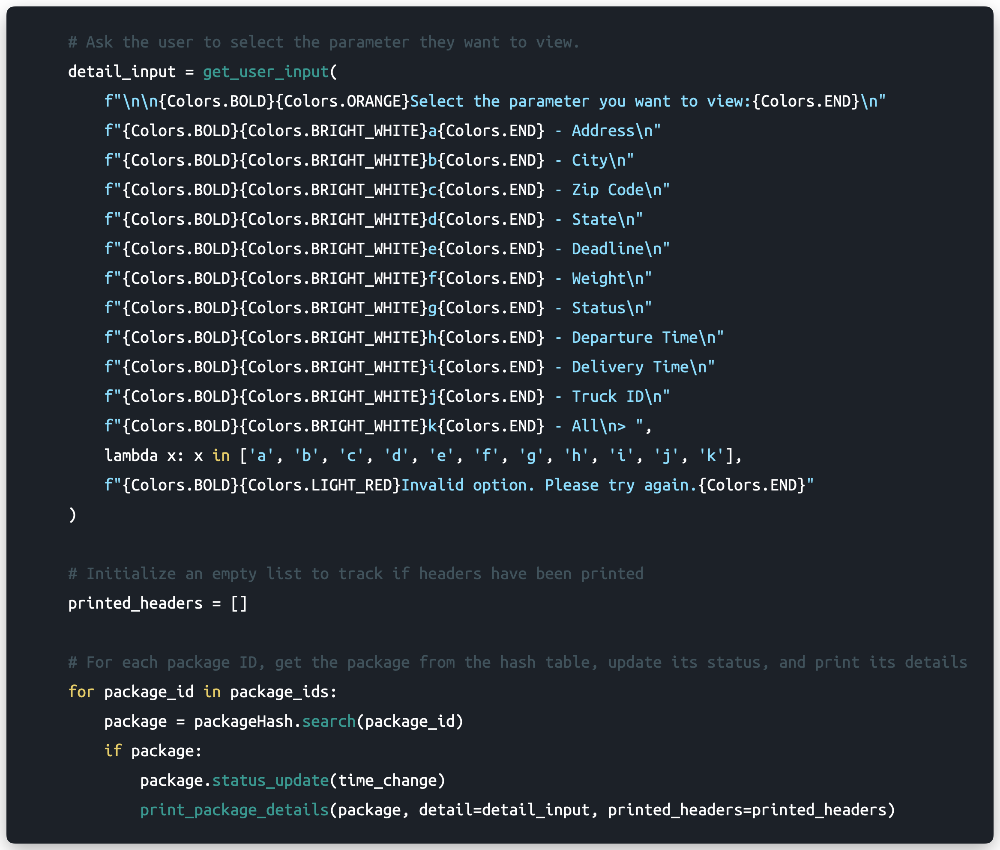 # Ask the user to select the parameter they want to view.
detail_input = get_user_input(
    f"\n\n{Colors.BOLD}{Colors.ORANGE}Select the parameter you want to view:{Colors.END}\n"
    f"{Colors.BOLD}{Colors.BRIGHT_WHITE}a{Colors.END} - Address\n"
    f"{Colors.BOLD}{Colors.BRIGHT_WHITE}b{Colors.END} - City\n"
    f"{Colors.BOLD}{Colors.BRIGHT_WHITE}c{Colors.END} - Zip Code\n"
    f"{Colors.BOLD}{Colors.BRIGHT_WHITE}d{Colors.END} - State\n"
    f"{Colors.BOLD}{Colors.BRIGHT_WHITE}e{Colors.END} - Deadline\n"
    f"{Colors.BOLD}{Colors.BRIGHT_WHITE}f{Colors.END} - Weight\n"
    f"{Colors.BOLD}{Colors.BRIGHT_WHITE}g{Colors.END} - Status\n"
    f"{Colors.BOLD}{Colors.BRIGHT_WHITE}h{Colors.END} - Departure Time\n"
    f"{Colors.BOLD}{Colors.BRIGHT_WHITE}i{Colors.END} - Delivery Time\n"
    f"{Colors.BOLD}{Colors.BRIGHT_WHITE}j{Colors.END} - Truck ID\n"
    f"{Colors.BOLD}{Colors.BRIGHT_WHITE}k{Colors.END} - All\n> ",
    lambda x: x in ['a', 'b', 'c', 'd', 'e', 'f', 'g', 'h', 'i', 'j', 'k'],
    f"{Colors.BOLD}{Colors.LIGHT_RED}Invalid option. Please try again.{Colors.END}"
)
# Initialize an empty list to track if headers have been printed
printed_headers = []
# For each package ID, get the package from the hash table, update its status, and print its details
for package_id in package_ids:
    package = packageHash.search(package_id)
    if package:
        package.status_update(time_change)
        print_package_details(package, detail=detail_input, printed_headers=printed_headers)